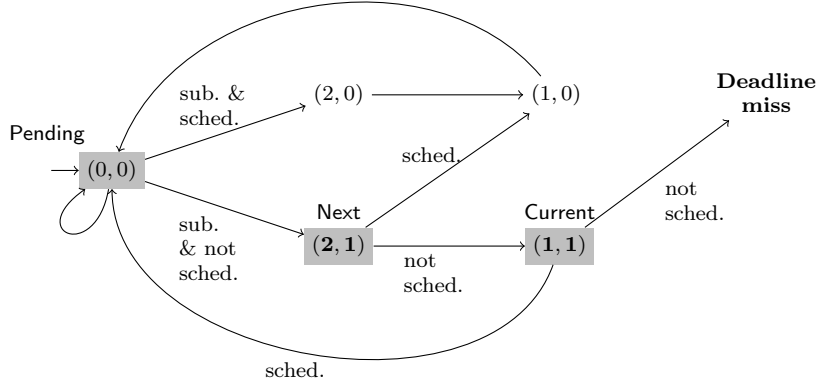 sched.
Deadline
miss
sub. &
sched.
(2, 0)
(1, 0)
Pending
(0, 0)
sched.
not
sched.
Next
Current
sub.
& not
sched.
(2, 1)
(1, 1)
not
sched.
sched.